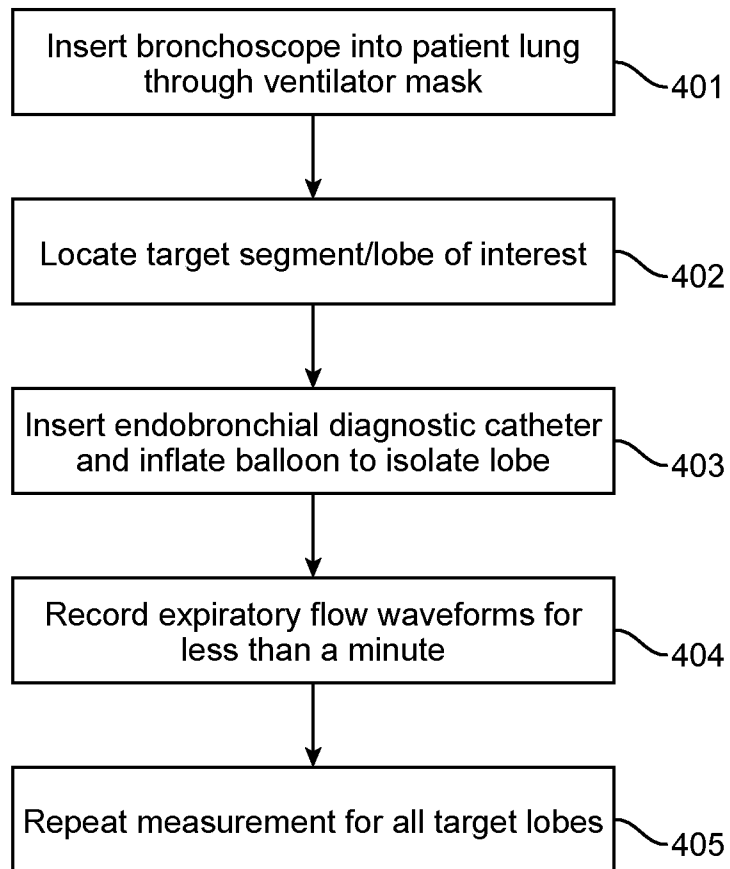 Insert bronchoscope into patient lung
through ventilator mask
401
Locate target segment/lobe of interest
402
Insert endobronchial diagnostic catheter
and inflate balloon to isolate lobe
403
Record expiratory flow waveforms for
less than a minute
404
Repeat measurement for all target lobes
405